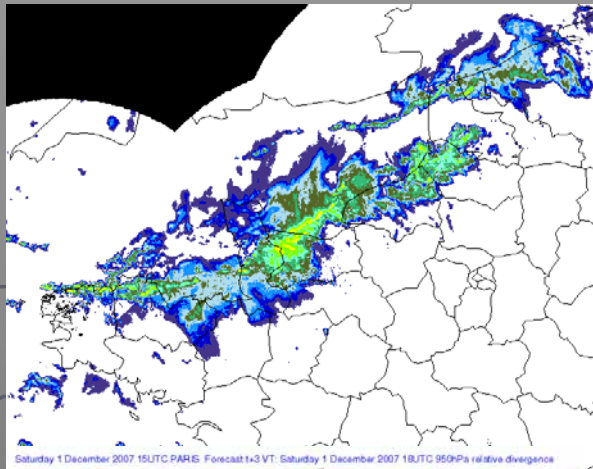 Saturday 1 December 2007 15UTC PARIS Forecast t+3 VT: Saturday 1 December 2007 18UTC 950hPa relative divergence